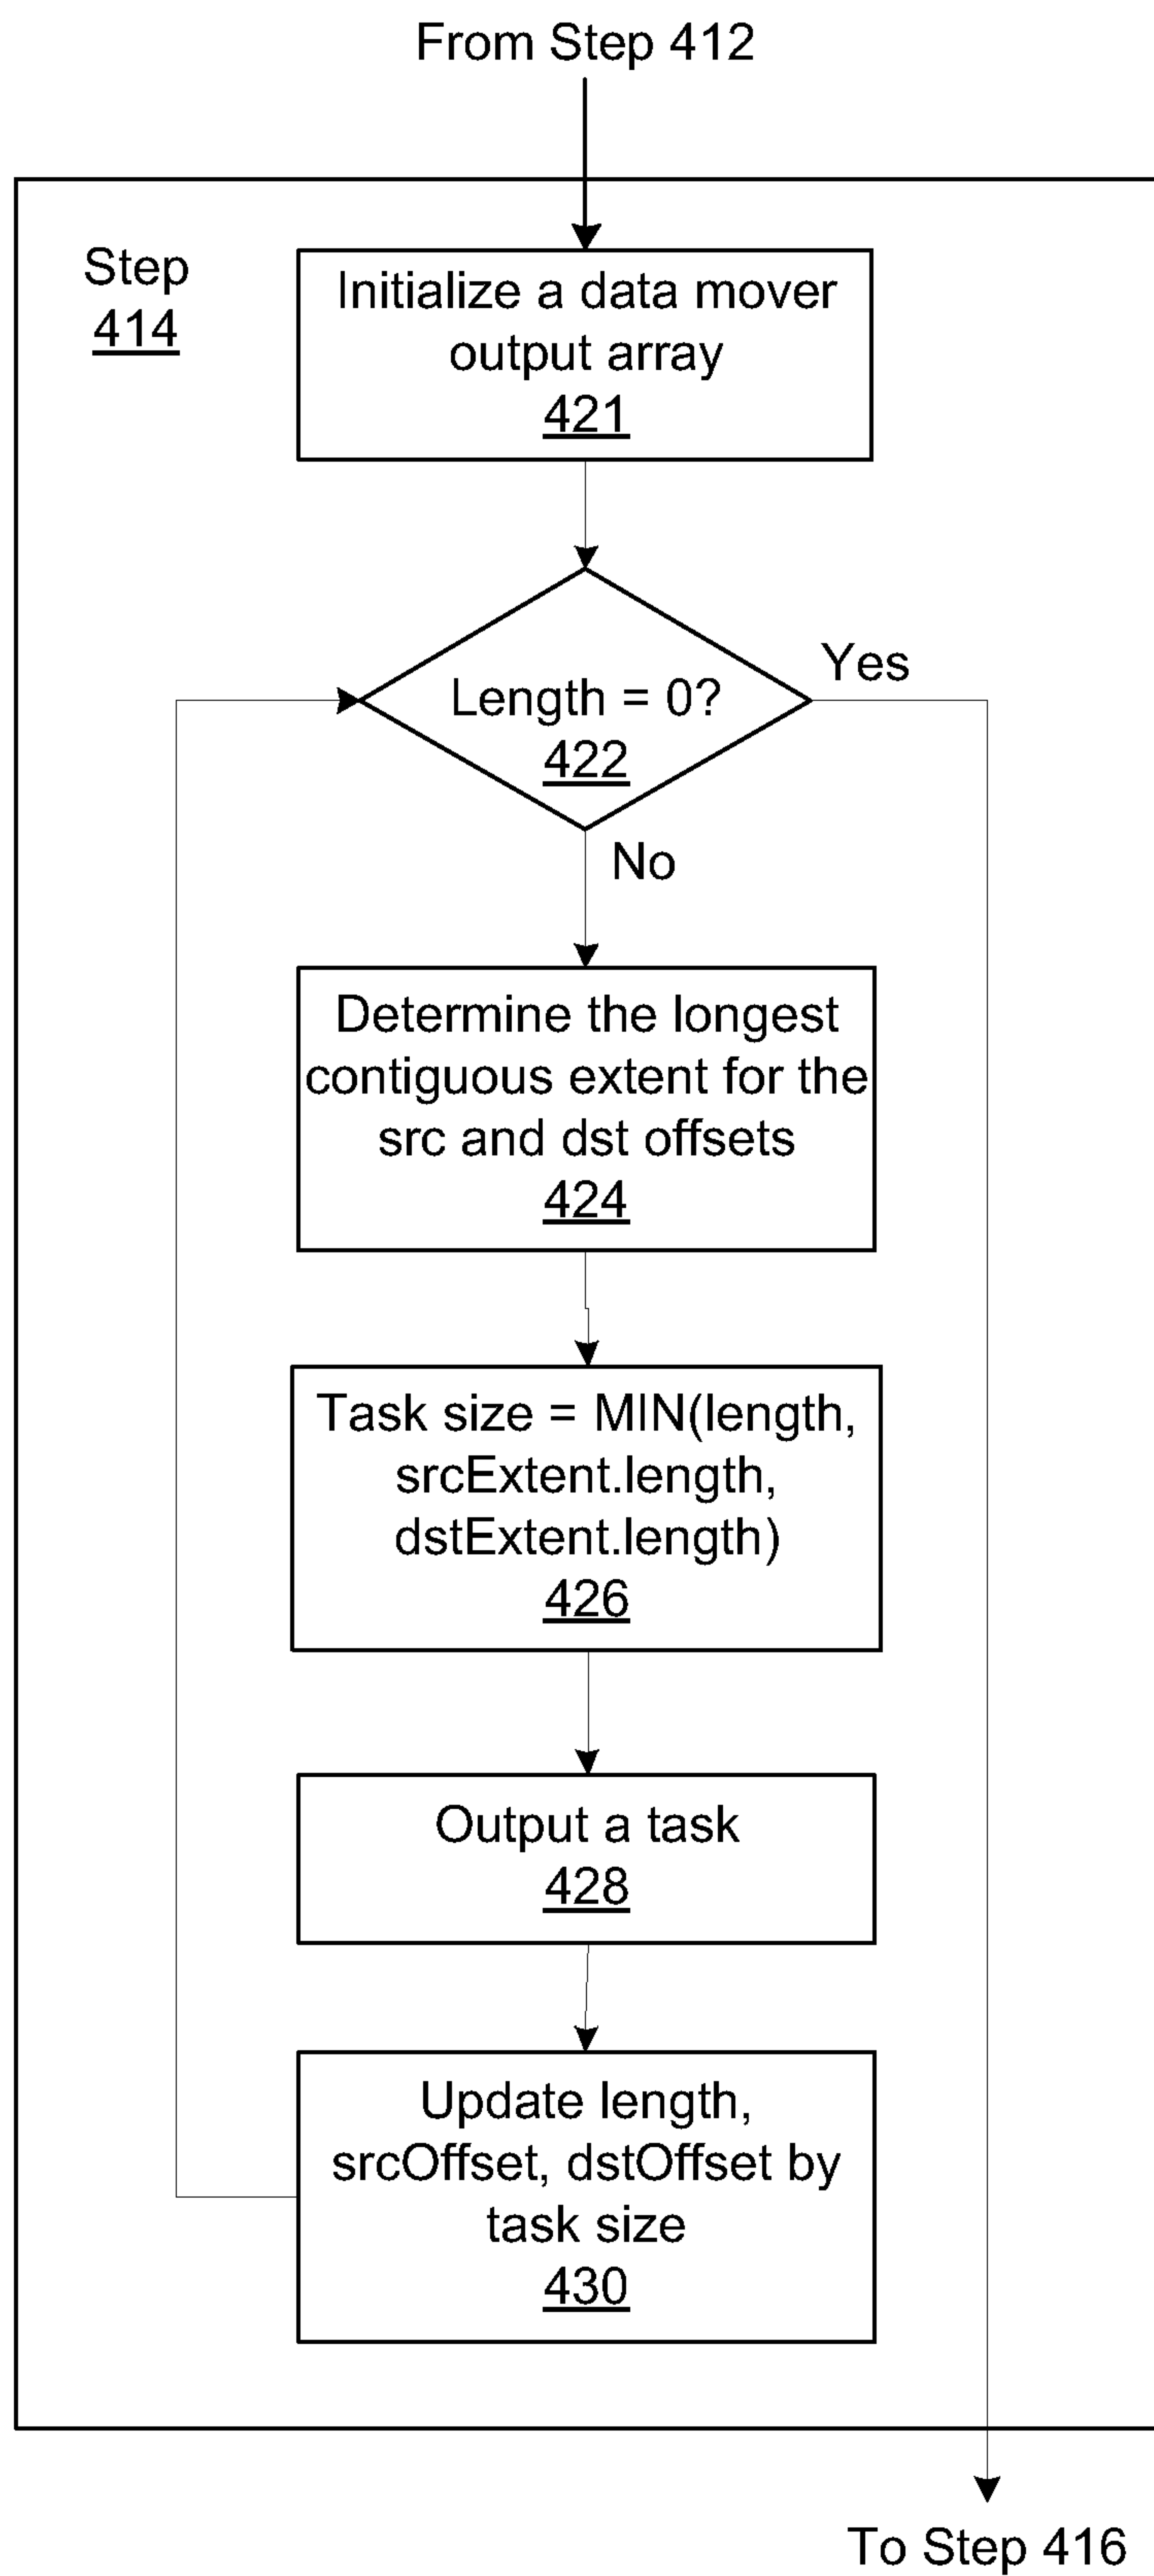 From Step 412
Step
414
Initialize a data mover
output array
421
Length = 0?
422
Yes
No
Determine the longest
contiguous extent for the
src and dst offsets
424
Task size = MIN(length,
srcExtent.length,
dstExtent.length)
426
Output a task
428
Update length,
srcOffset, dstOffset by
task size
430
To Step 416